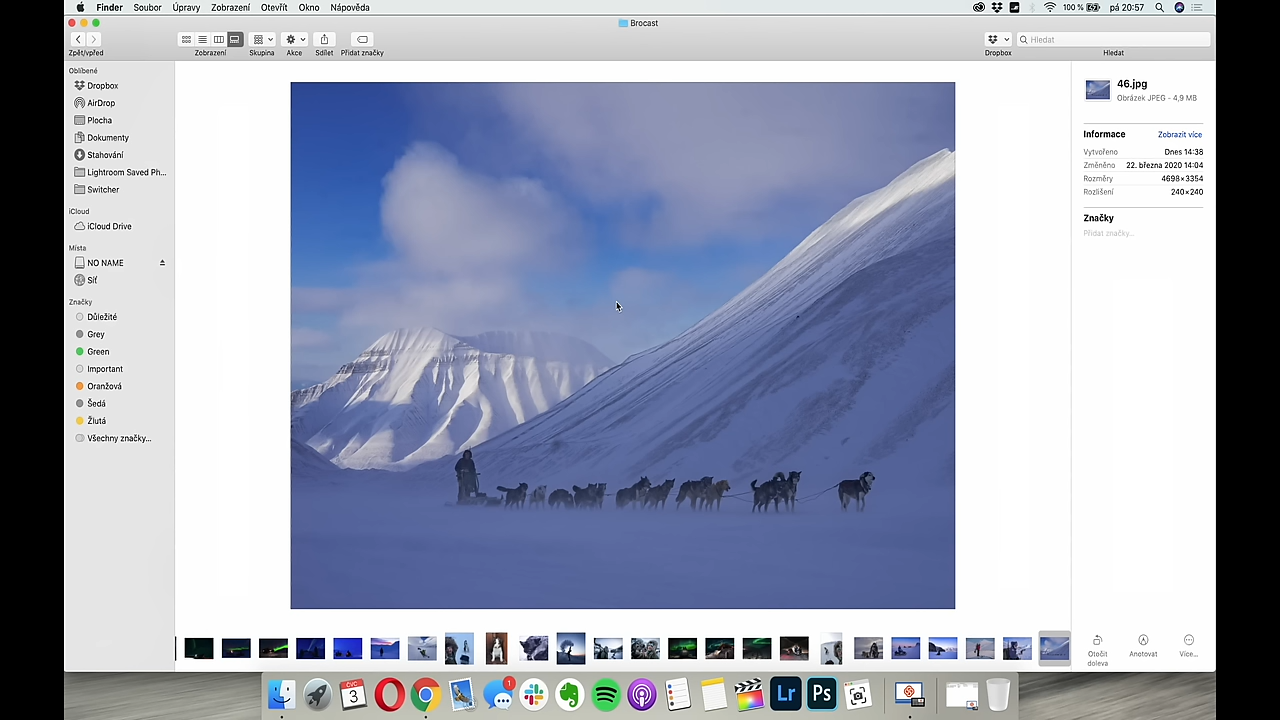 Finder Soubor Úpravy Zobrazení Otevřít Okno Nápověda 100 % pá 20:57
Brocast
Zpět/vpřed Zobrazení Skupina Akce Sdílet Přidat značky Dropbox Hledat
Hledat
Oblíbené
Dropbox
AirDrop
Plocha
Dokumenty
Stahování
Lightroom Saved Ph...
Switcher
iCloud
iCloud Drive
Místa
NO NAME
Síť
Značky
Důležité
Grey
Green
Important
Oranžová
Šedá
Žlutá
Všechny značky...
46.jpg
Obrázek JPEG - 4,9 MB
Informace Zobrazit více
Vytvořeno Dnes 14:38
Změněno 22. března 2020 14:04
Rozměry 4698×3354
Rozlišení 240×240
Značky
Přidat značky...
Otočit doleva
Anotovat
Více...
CVC
3
1
Lr
Ps